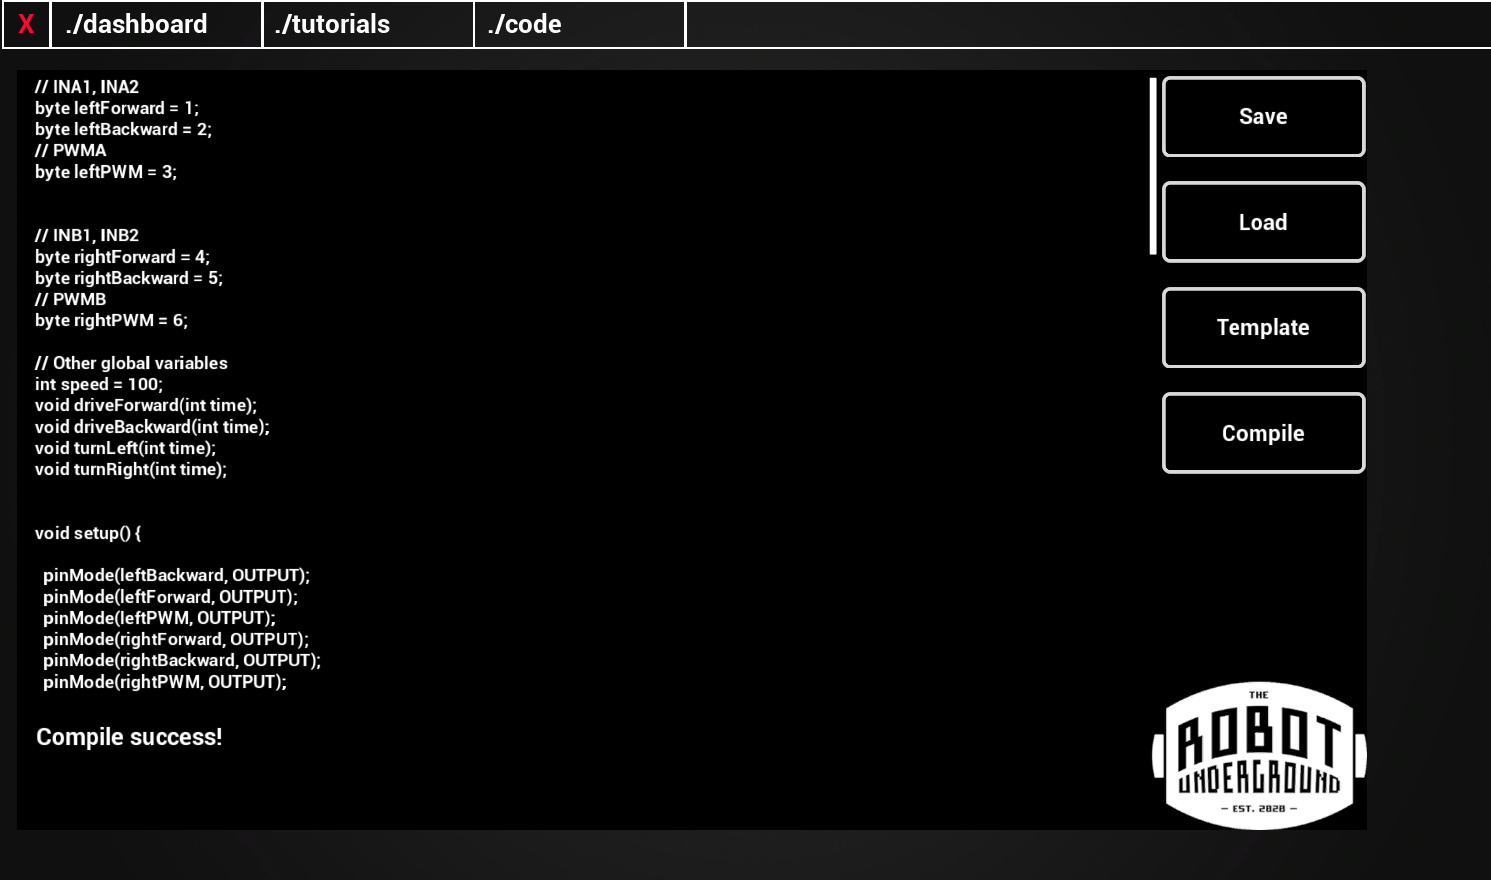 X ./dashboard ./tutorials ./code
// INA1, INA2
byte leftForward = 1;
byte leftBackward = 2;
// PWMA
byte leftPWM = 3;
// INB1, INB2
byte rightForward = 4;
byte rightBackward = 5;
// PWMB
byte rightPWM = 6;
// Other global variables
int speed = 100;
void driveForward(int time);
void driveBackward(int time);
void turnLeft(int time);
void turnRight(int time);
void setup() {
pinMode(leftBackward, OUTPUT);
pinMode(leftForward, OUTPUT);
pinMode(leftPWM, OUTPUT);
pinMode(rightForward, OUTPUT);
pinMode(rightBackward, OUTPUT);
pinMode(rightPWM, OUTPUT);
Compile success!
Save
Load
Template
Compile
THE
ROBOT
UNDERGROUND
– EST. 2020 –